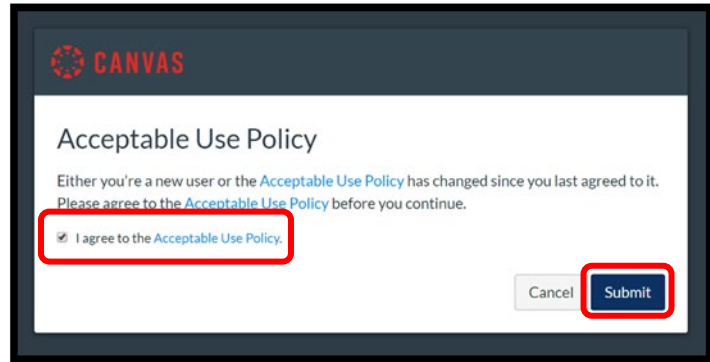 CANVAS
Acceptable Use Policy
Either you're a new user or the Acceptable Use Policy has changed since you last agreed to it.
Please agree to the Acceptable Use Policy before you continue.
I agree to the Acceptable Use Policy.
Cancel Submit